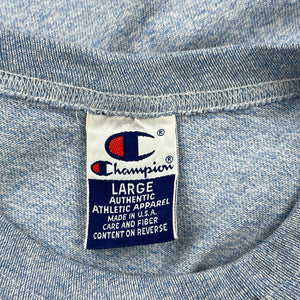 ®
Champion®
LARGE
AUTHENTIC
ATHLETIC APPAREL
MADE IN U.S.A.
CARE AND FIBER
CONTENT ON REVERSE